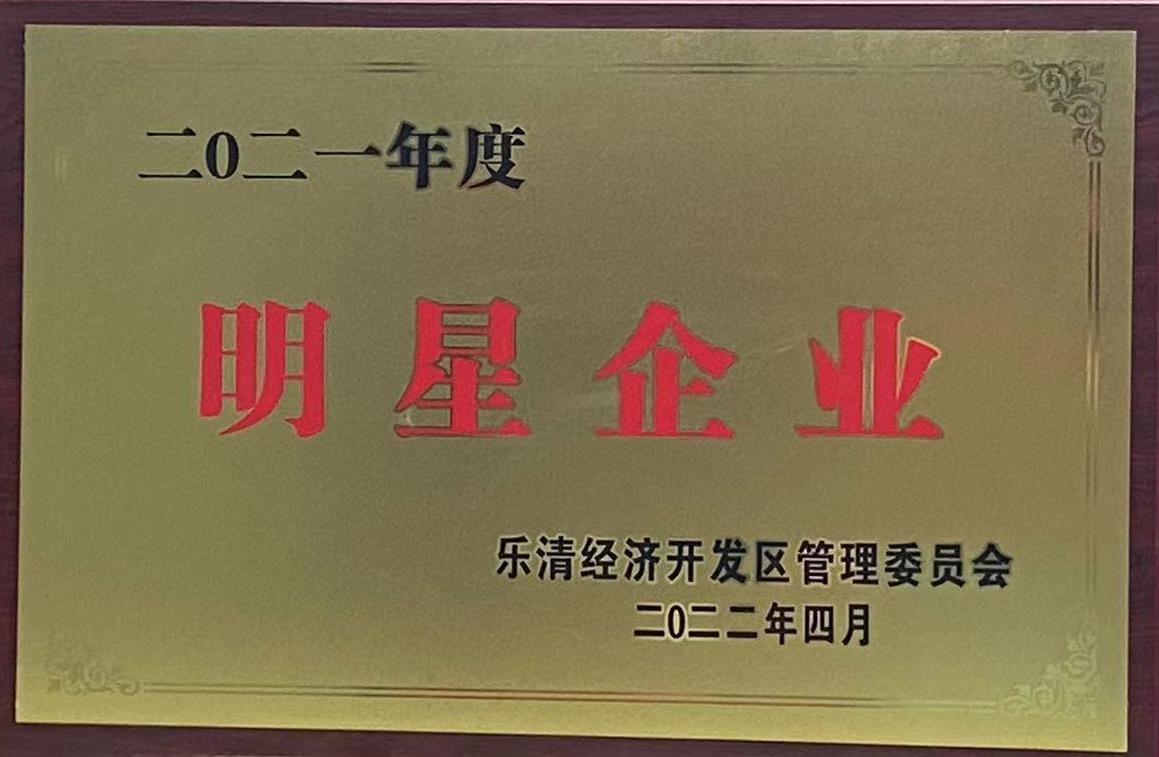 二0二一年度
明星企业
乐清经济开发区管理委员会
二0二二年四月